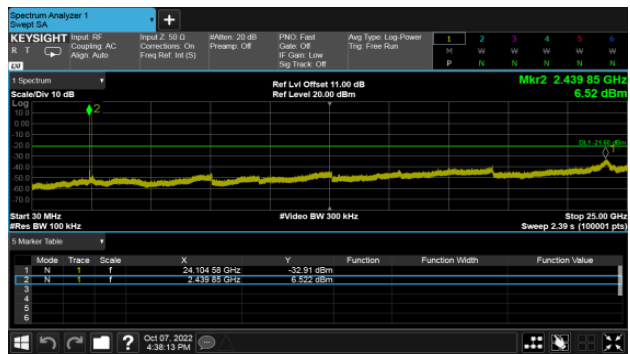 Spectrum Analyzer 1
Swept SA
+
KEYSIGHT
R T
LXI
Input: RF
Coupling: AC
Align: Auto
Input Z: 50 Ω
Corrections: On
Freq Ref: Int (S)
#Atten: 20 dB
Preamp: Off
PNO: Fast
Gate: Off
IF Gain: Low
Sig Track: Off
Avg Type: Log-Power
Trig: Free Run
1 2 3 4 5 6
M W W W W W
P N N N N N
1 Spectrum
Scale/Div 10 dB
Ref Lvl Offset 11.00 dB
Ref Level 20.00 dBm
Mkr2 2.439 85 GHz
6.52 dBm
Log
10.0
0.00
-10.0
-20.0
-30.0
-40.0
-50.0
-60.0
-70.0
2
DL1 -21.60 dBm
1
Start 30 MHz
#Res BW 100 kHz
#Video BW 300 kHz
Stop 25.00 GHz
Sweep 2.39 s (100001 pts)
5 Marker Table
Mode Trace Scale X Y Function Function Width Function Value
1 N 1 f 24.104 58 GHz -32.91 dBm
2 N 1 f 2.439 85 GHz 6.522 dBm
3
4
5
6
?
Oct 07, 2022
4:38:13 PM